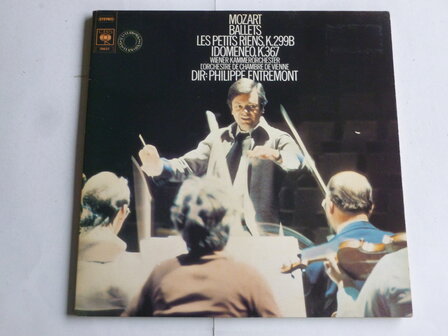 STEREO
CBS
MOZART
BALLETS
LES PETITS RIENS, K.299B
IDOMENEO, K.367
WIENER KAMMERORCHESTER
L'ORCHESTRE DE CHAMBRE DE VIENNE
DIR: PHILIPPE ENTREMONT